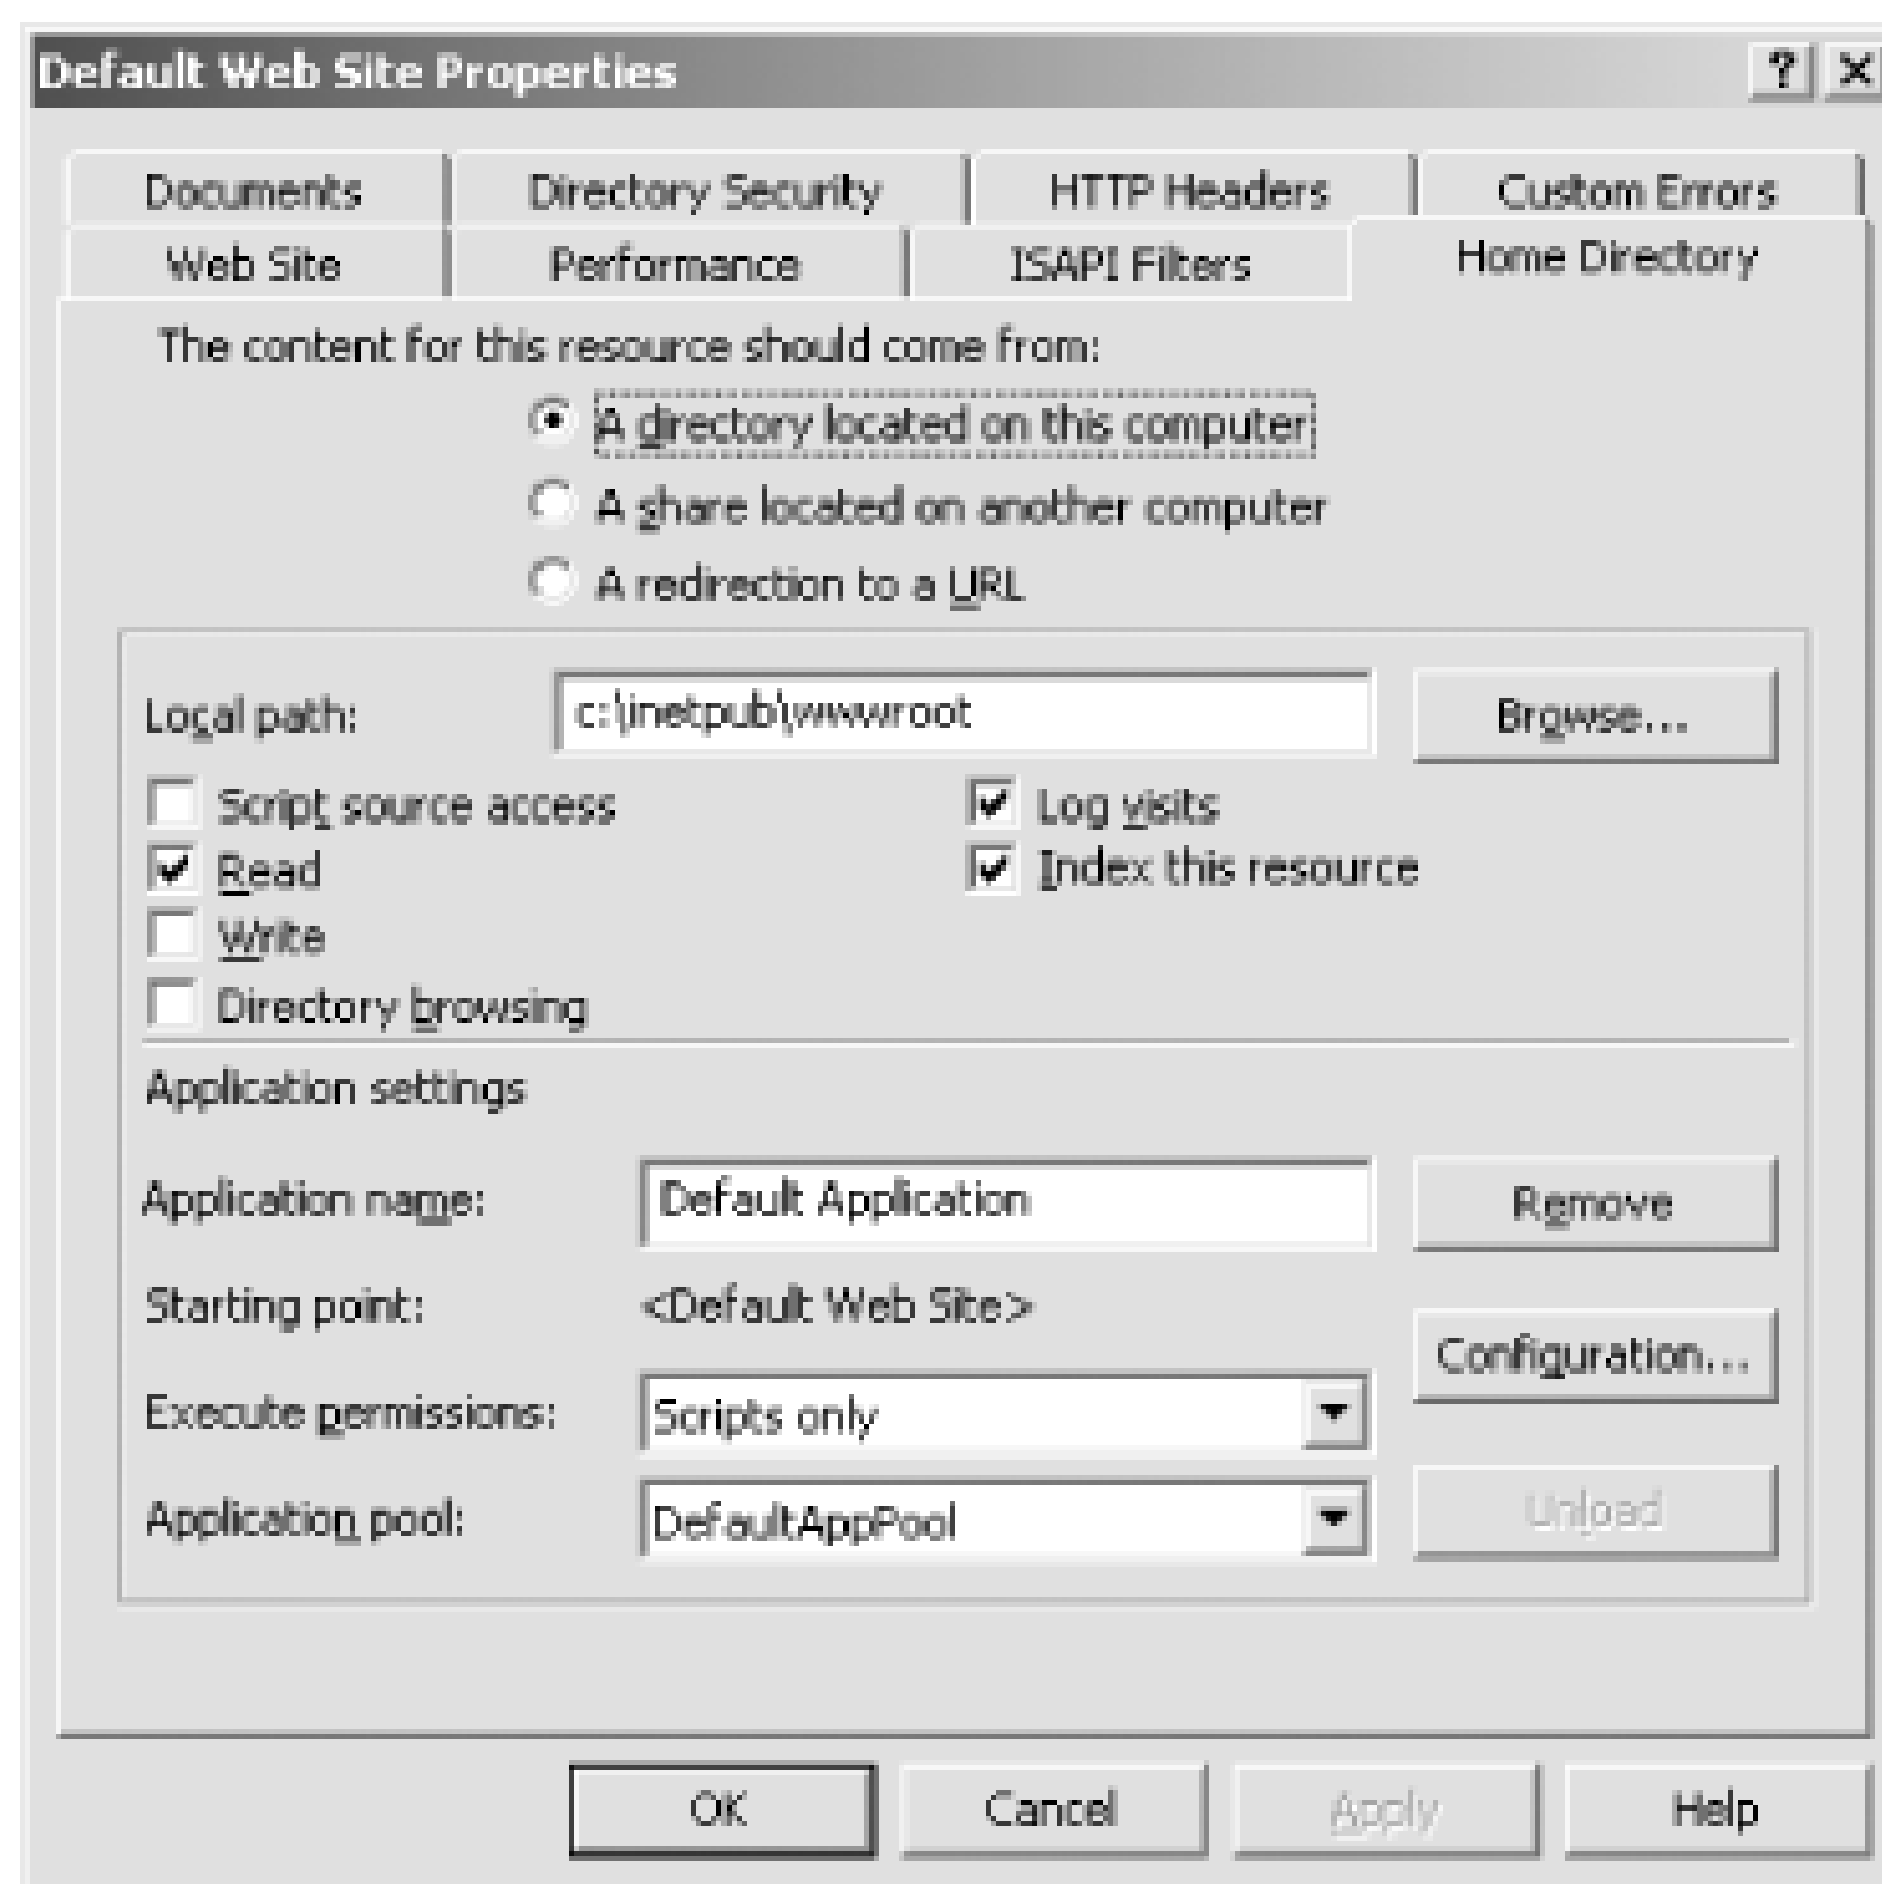 Default Web Site Properties
Documents Directory Security HTTP Headers Custom Errors
Web Site Performance ISAPI Filters Home Directory
The content for this resource should come from:
A directory located on this computer
A share located on another computer
A redirection to a URL
Local path: c:\inetpub\wwwroot Browse...
Script source access Log visits
Read Index this resource
Write
Directory browsing
Application settings
Application name: Default Application Remove
Starting point: <Default Web Site>
Configuration...
Execute permissions: Scripts only
Application pool: DefaultAppPool Unload
OK Cancel Apply Help